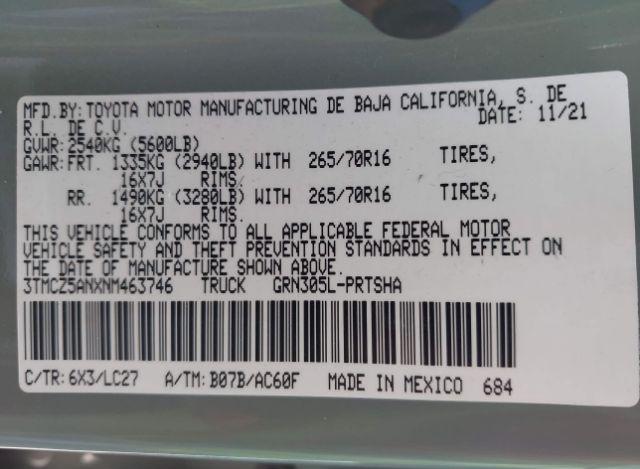 MFD.BY:TOYOTA MOTOR MANUFACTURING DE BAJA CALIFORNIA, S. DE
R.L. DE C.V. DATE: 11/21
GVWR:2540KG (5600LB)
GAWR:FRT. 1335KG (2940LB) WITH 265/70R16 TIRES,
16X7J RIMS.
RR. 1490KG (3280LB) WITH 265/70R16 TIRES,
16X7J RIMS.
THIS VEHICLE CONFORMS TO ALL APPLICABLE FEDERAL MOTOR
VEHICLE SAFETY AND THEFT PREVENTION STANDARDS IN EFFECT ON
THE DATE OF MANUFACTURE SHOWN ABOVE.
3TMCZ5ANXNM463746 TRUCK GRN305L-PRTSHA
C/TR:6X3/LC27 A/TM:B07B/AC60F MADE IN MEXICO 684